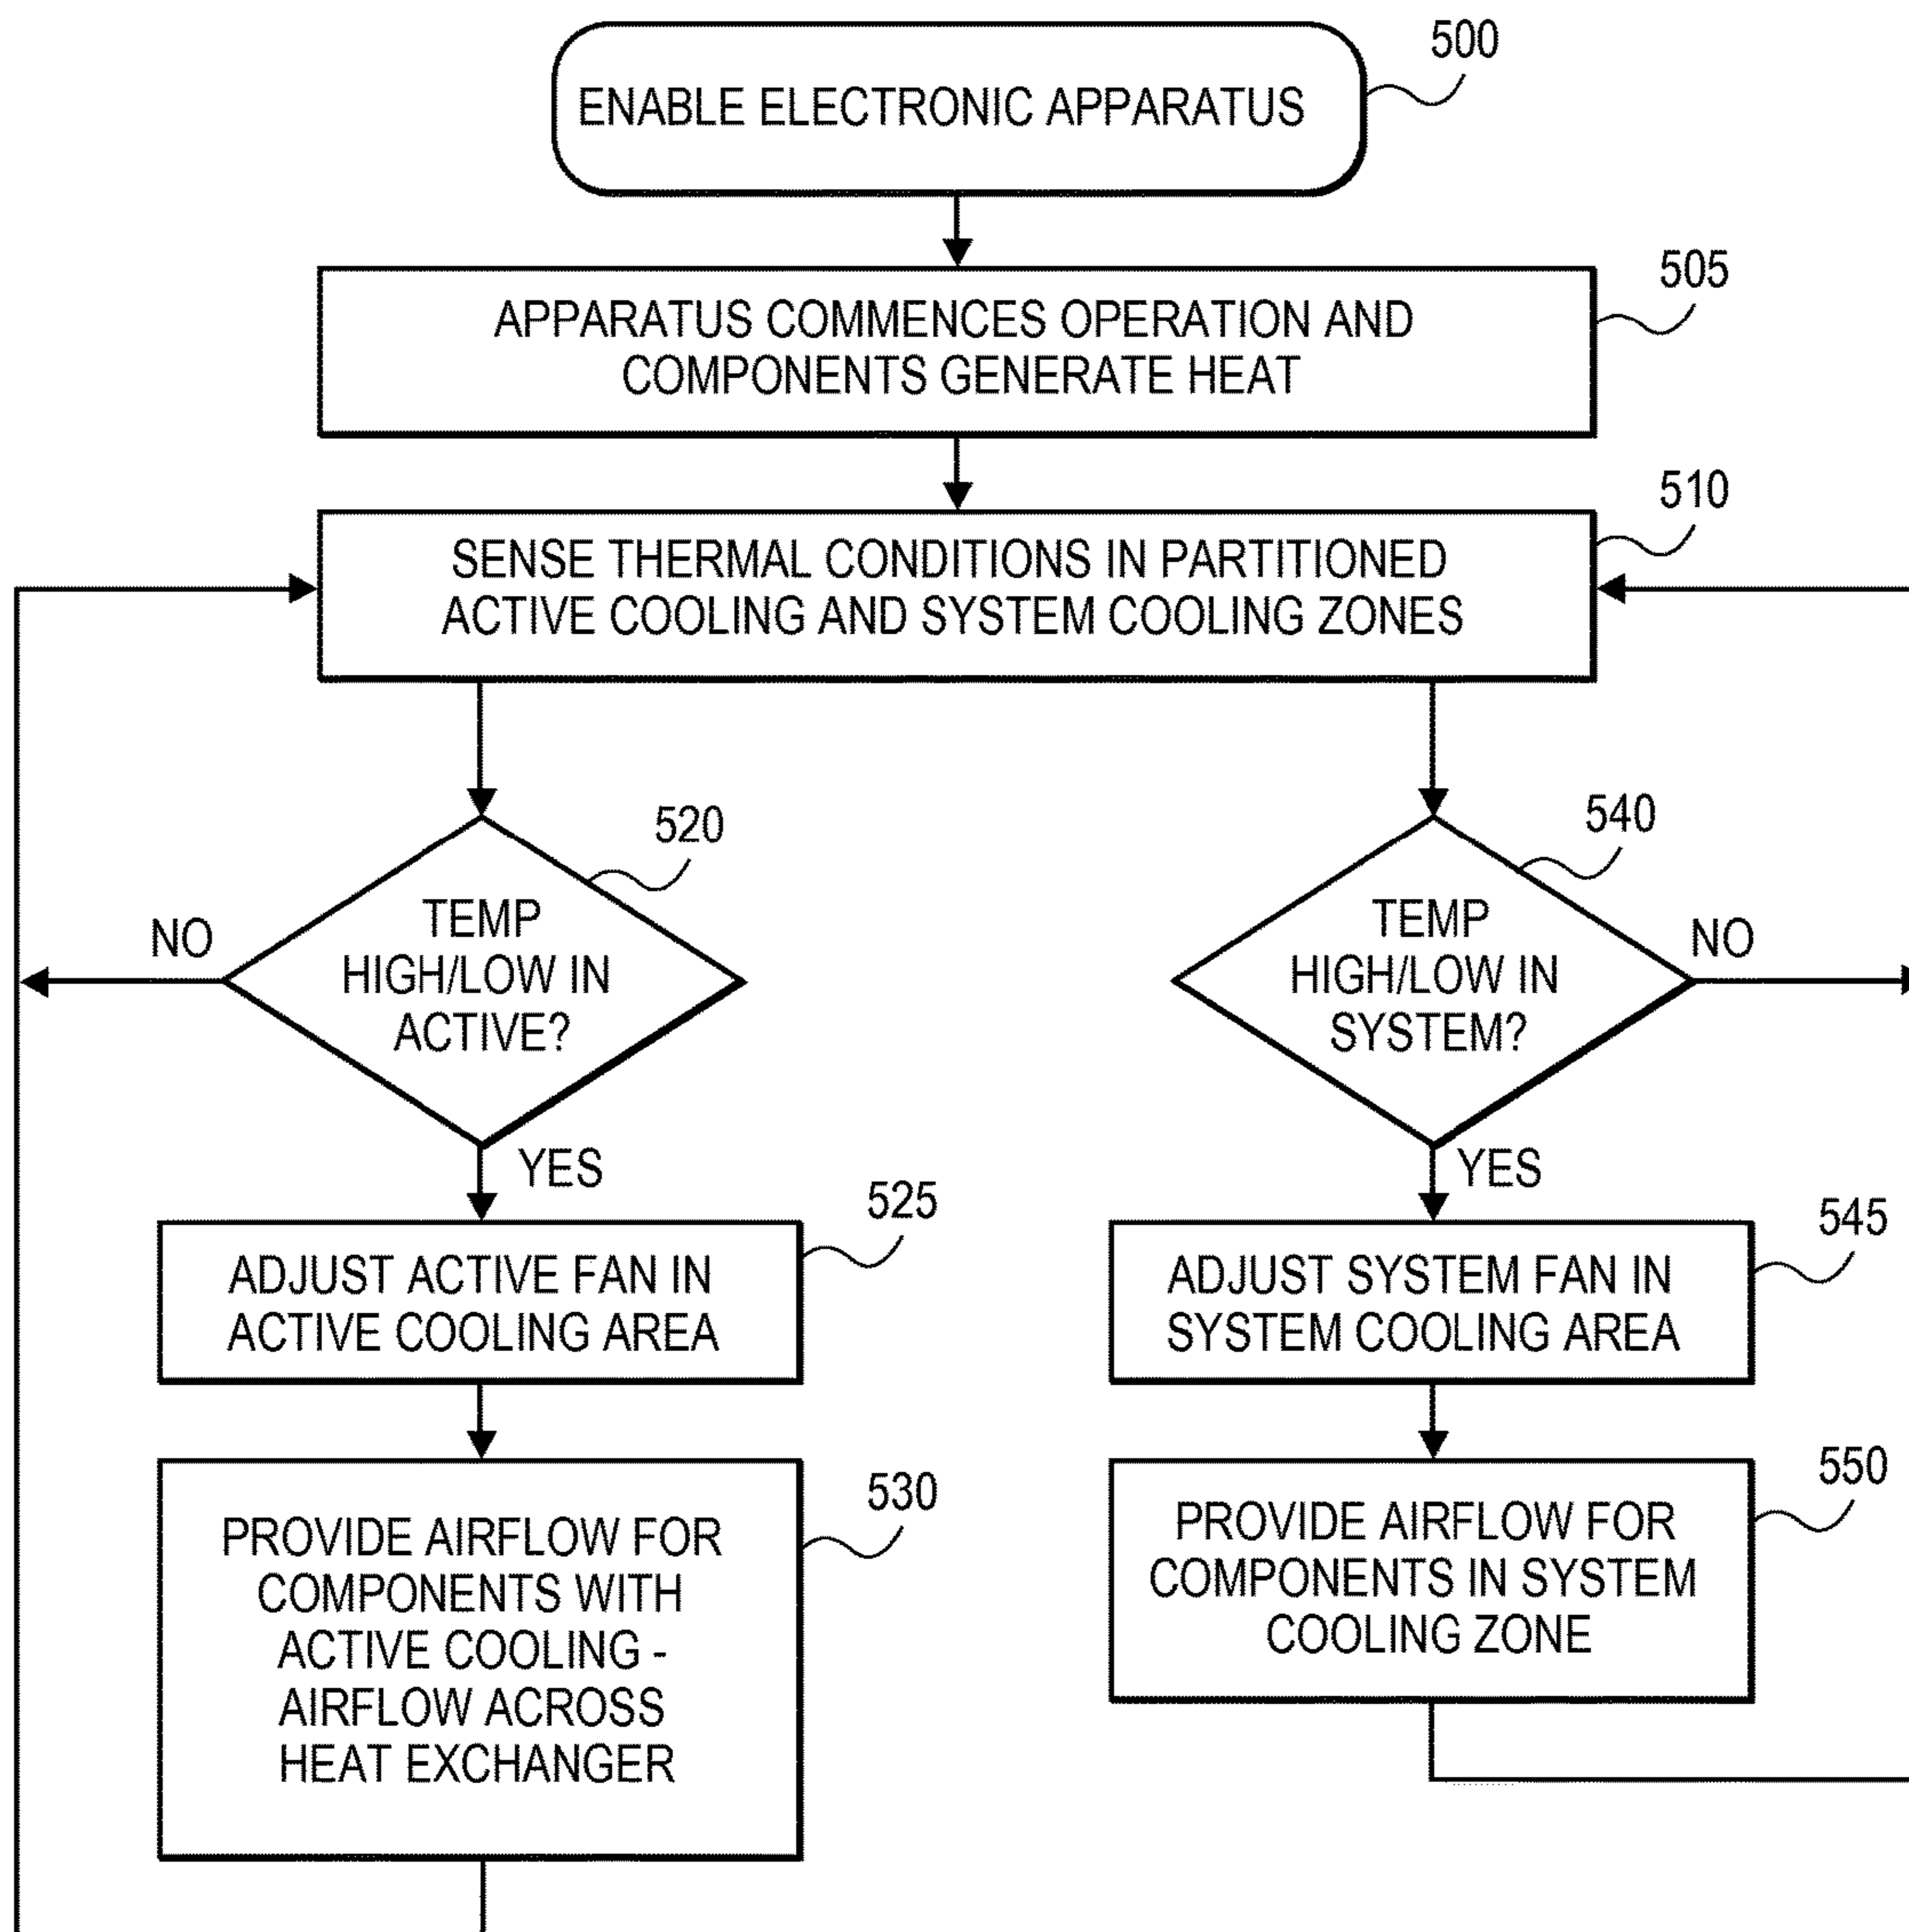 500
ENABLE ELECTRONIC APPARATUS
505
APPARATUS COMMENCES OPERATION AND
COMPONENTS GENERATE HEAT
510
SENSE THERMAL CONDITIONS IN PARTITIONED
ACTIVE COOLING AND SYSTEM COOLING ZONES
520
NO
TEMP
HIGH/LOW IN
ACTIVE?
YES
525
ADJUST ACTIVE FAN IN
ACTIVE COOLING AREA
530
PROVIDE AIRFLOW FOR
COMPONENTS WITH
ACTIVE COOLING -
AIRFLOW ACROSS
HEAT EXCHANGER
540
TEMP
HIGH/LOW IN
SYSTEM?
NO
YES
545
ADJUST SYSTEM FAN IN
SYSTEM COOLING AREA
550
PROVIDE AIRFLOW FOR
COMPONENTS IN SYSTEM
COOLING ZONE